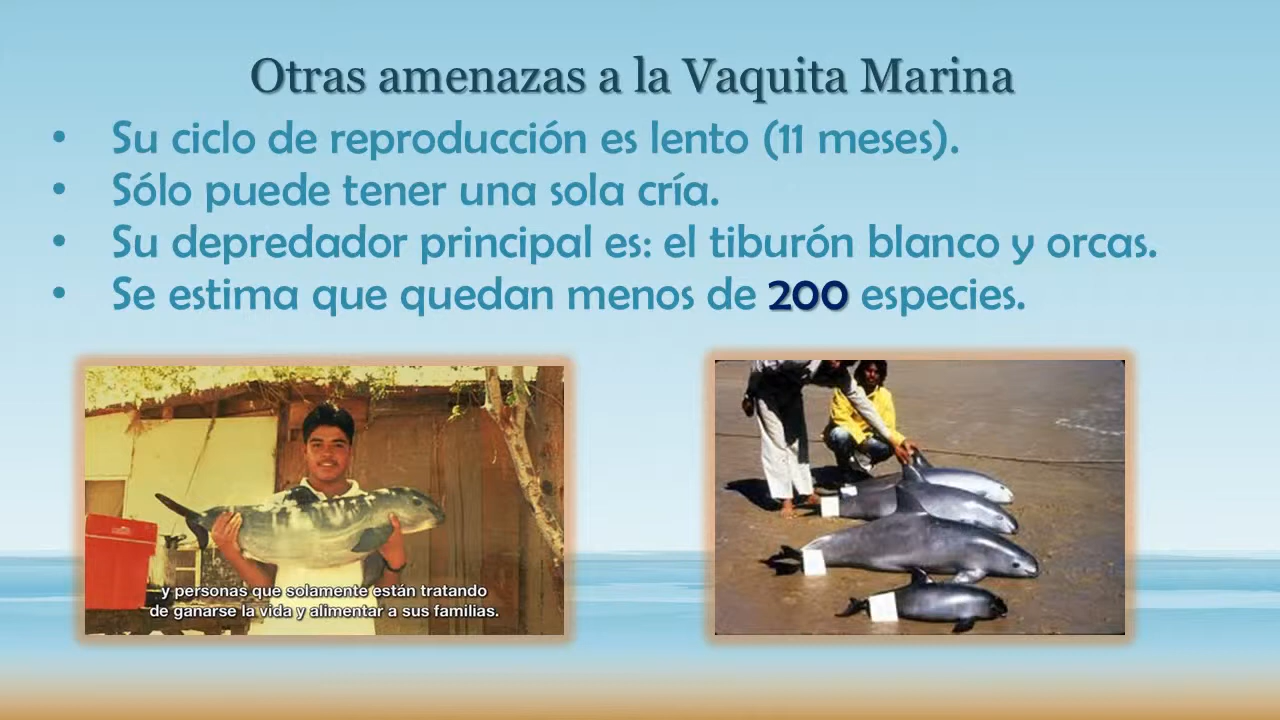 Otras amenazas a la Vaquita Marina
• Su ciclo de reproducción es lento (11 meses).
• Sólo puede tener una sola cría.
• Su depredador principal es: el tiburón blanco y orcas.
• Se estima que quedan menos de 200 especies.
y personas que solamente están tratando
de ganarse la vida y alimentar a sus familias.